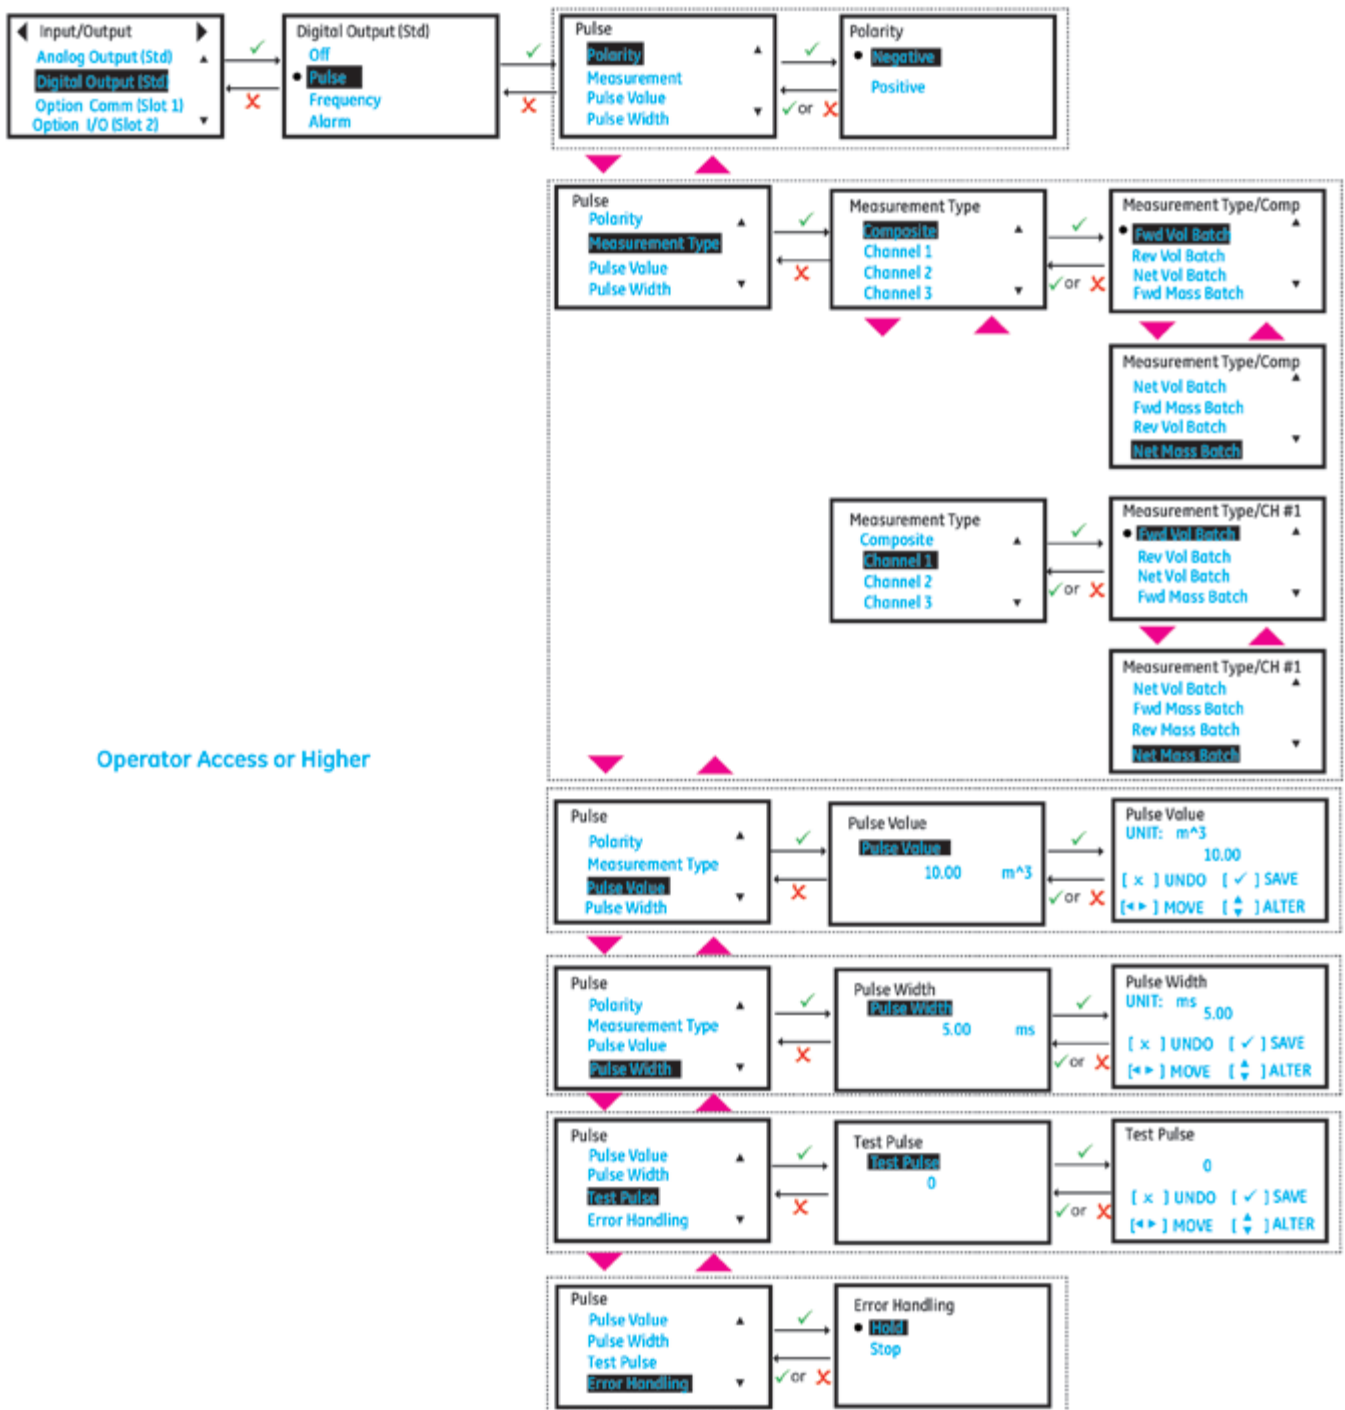 Input/Output
Analog Output (Std)
Digital Output (Std)
Option Comm (Slot 1)
Option I/O (Slot 2)
Digital Output (Std)
Off
Pulse
Frequency
Alarm
Pulse
Polarity
Measurement
Pulse Value
Pulse Width
Polarity
Negative
Positive
or
Pulse
Polarity
Measurement Type
Pulse Value
Pulse Width
Measurement Type
Composite
Channel 1
Channel 2
Channel 3
or
Measurement Type/Comp
Fwd Vol Batch
Rev Vol Batch
Net Vol Batch
Fwd Mass Batch
Measurement Type/Comp
Net Vol Batch
Fwd Mass Batch
Rev Vol Batch
Net Mass Batch
Measurement Type
Composite
Channel 1
Channel 2
Channel 3
or
Measurement Type/CH #1
Fwd Vol Batch
Rev Vol Batch
Net Vol Batch
Fwd Mass Batch
Measurement Type/CH #1
Net Vol Batch
Fwd Mass Batch
Rev Mass Batch
Net Mass Batch
Operator Access or Higher
Pulse
Polarity
Measurement Type
Pulse Value
Pulse Width
Pulse Value
Pulse Value
10.00 m^3
or
Pulse Value
UNIT: m^3
10.00
[ x ] UNDO [ ✓ ] SAVE
[◄►] MOVE [▲▼] ALTER
Pulse
Polarity
Measurement Type
Pulse Value
Pulse Width
Pulse Width
Pulse Width
5.00 ms
or
Pulse Width
UNIT: ms
5.00
[ x ] UNDO [ ✓ ] SAVE
[◄►] MOVE [▲▼] ALTER
Pulse
Pulse Value
Pulse Width
Test Pulse
Error Handling
Test Pulse
Test Pulse
0
or
Test Pulse
0
[ x ] UNDO [ ✓ ] SAVE
[◄►] MOVE [▲▼] ALTER
Pulse
Pulse Value
Pulse Width
Test Pulse
Error Handling
or
Error Handling
Hold
Stop